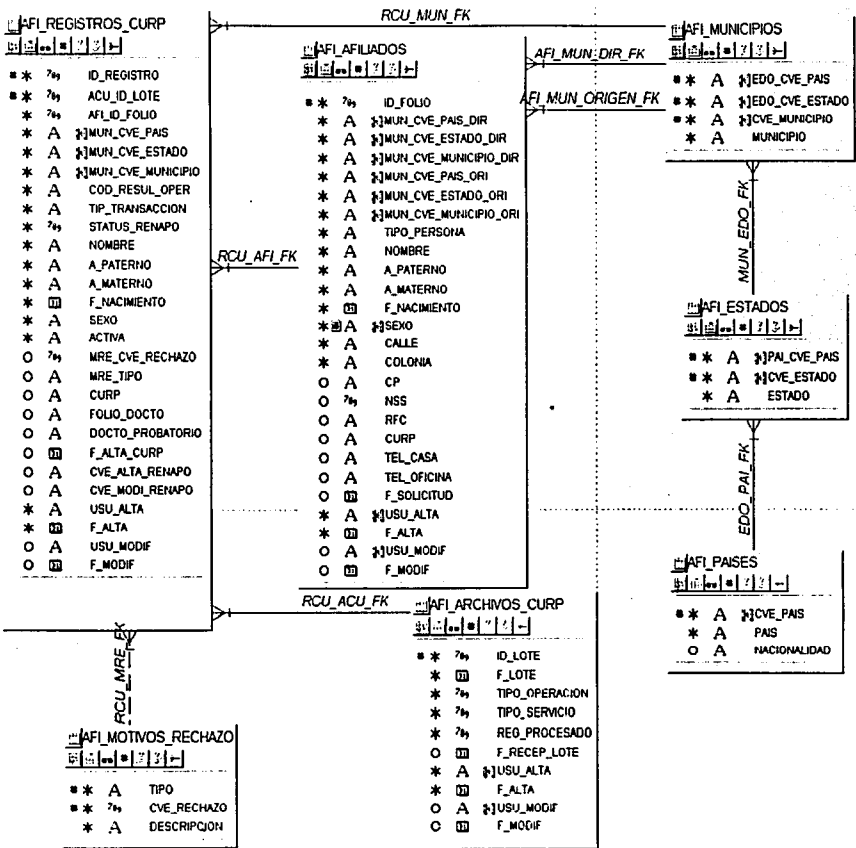 RCU_MUN_FK
AFI_REGISTROS_CURP
ID_REGISTRO
ACU_ID_LOTE
AFI_ID_FOLIO
A MUN_CVE_PAIS
A MUN_CVE_ESTADO
A MUN_CVE_MUNICIPIO
A COD_RESUL_OPER
A TIP_TRANSACCION
STATUS_RENAPO
A NOMBRE
A A_PATERNO
A A_MATERNO
F_NACIMIENTO
A SEXO
A ACTIVA
MRE_CVE_RECHAZO
A MRE_TIPO
A CURP
A FOLIO_DOCTO
A DOCTO_PROBATORIO
F_ALTA_CURP
A CVE_ALTA_RENAPO
A CVE_MODI_RENAPO
A USU_ALTA
F_ALTA
A USU_MODIF
F_MODIF
RCU_AFI_FK
AFI_AFILIADOS
ID_FOLIO
A MUN_CVE_PAIS_DIR
A MUN_CVE_ESTADO_DIR
A MUN_CVE_MUNICIPIO_DIR
A MUN_CVE_PAIS_ORI
A MUN_CVE_ESTADO_ORI
A MUN_CVE_MUNICIPIO_ORI
A TIPO_PERSONA
A NOMBRE
A A_PATERNO
A A_MATERNO
F_NACIMIENTO
A SEXO
A CALLE
A COLONIA
A CP
NSS
A RFC
A CURP
A TEL_CASA
A TEL_OFICINA
F_SOLICITUD
A USU_ALTA
F_ALTA
A USU_MODIF
F_MODIF
AFI_MUN_DIR_FK
AFI_MUN_ORIGEN_FK
AFI_MUNICIPIOS
A EDO_CVE_PAIS
A EDO_CVE_ESTADO
A CVE_MUNICIPIO
A MUNICIPIO
MUN_EDO_FK
AFI_ESTADOS
A PAI_CVE_PAIS
A CVE_ESTADO
A ESTADO
EDO_PAI_FK
AFI_PAISES
A CVE_PAIS
A PAIS
A NACIONALIDAD
RCU_ACU_FK
AFI_ARCHIVOS_CURP
ID_LOTE
F_LOTE
TIPO_OPERACION
TIPO_SERVICIO
REG_PROCESADO
F_RECEP_LOTE
A USU_ALTA
F_ALTA
A USU_MODIF
F_MODIF
RCU_MRE_FK
AFI_MOTIVOS_RECHAZO
A TIPO
CVE_RECHAZO
A DESCRIPCION